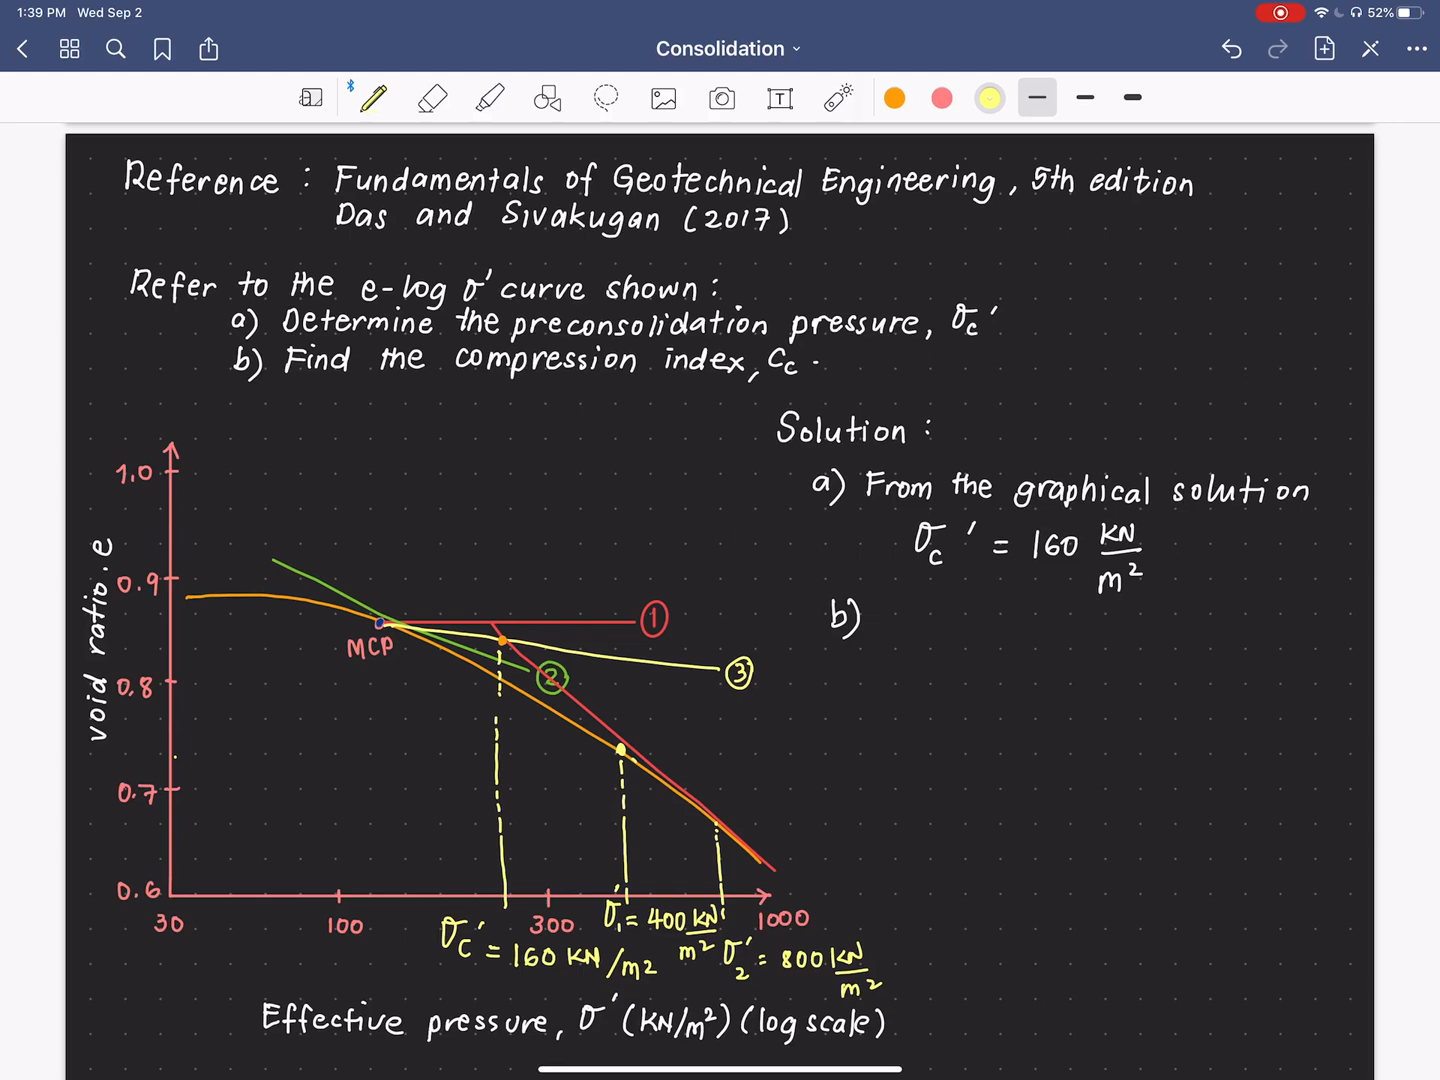 1:39 PM Wed Sep 2
52%
Consolidation
T
Reference : Fundamentals of Geotechnical Engineering, 5th edition
Das and Sivakugan (2017)
Refer to the e-log σ' curve shown :
a) Determine the preconsolidation pressure, σc'
b) Find the compression index, Cc.
Solution :
a) From the graphical solution
σc' = 160 KN/m²
b)
void ratio, e
1.0
0.9
0.8
0.7
0.6
MCP
1
2
3
30
100
300
1000
σc' = 160 KN/m2
σ1' = 400 KN/m²
σ2' = 800 KN/m²
Effective pressure, σ' (KN/m²) (log scale)